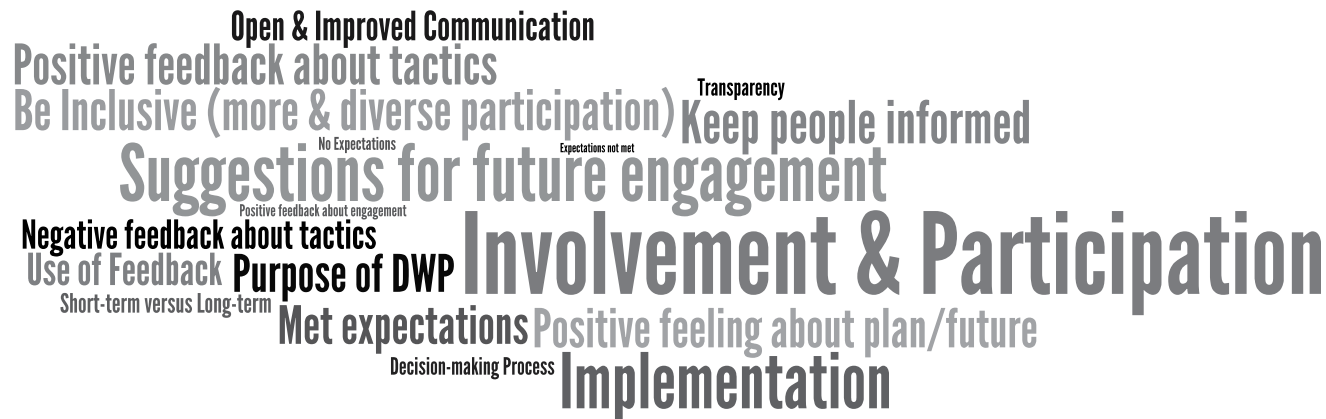 Open & Improved Communication
Positive feedback about tactics
Transparency
Be Inclusive (more & diverse participation)
Keep people informed
No Expectations
Expectations not met
Suggestions for future engagement
Positive feedback about engagement
Negative feedback about tactics
Involvement & Participation
Use of Feedback
Purpose of DWP
Short-term versus Long-term
Met expectations
Positive feeling about plan/future
Decision-making Process
Implementation